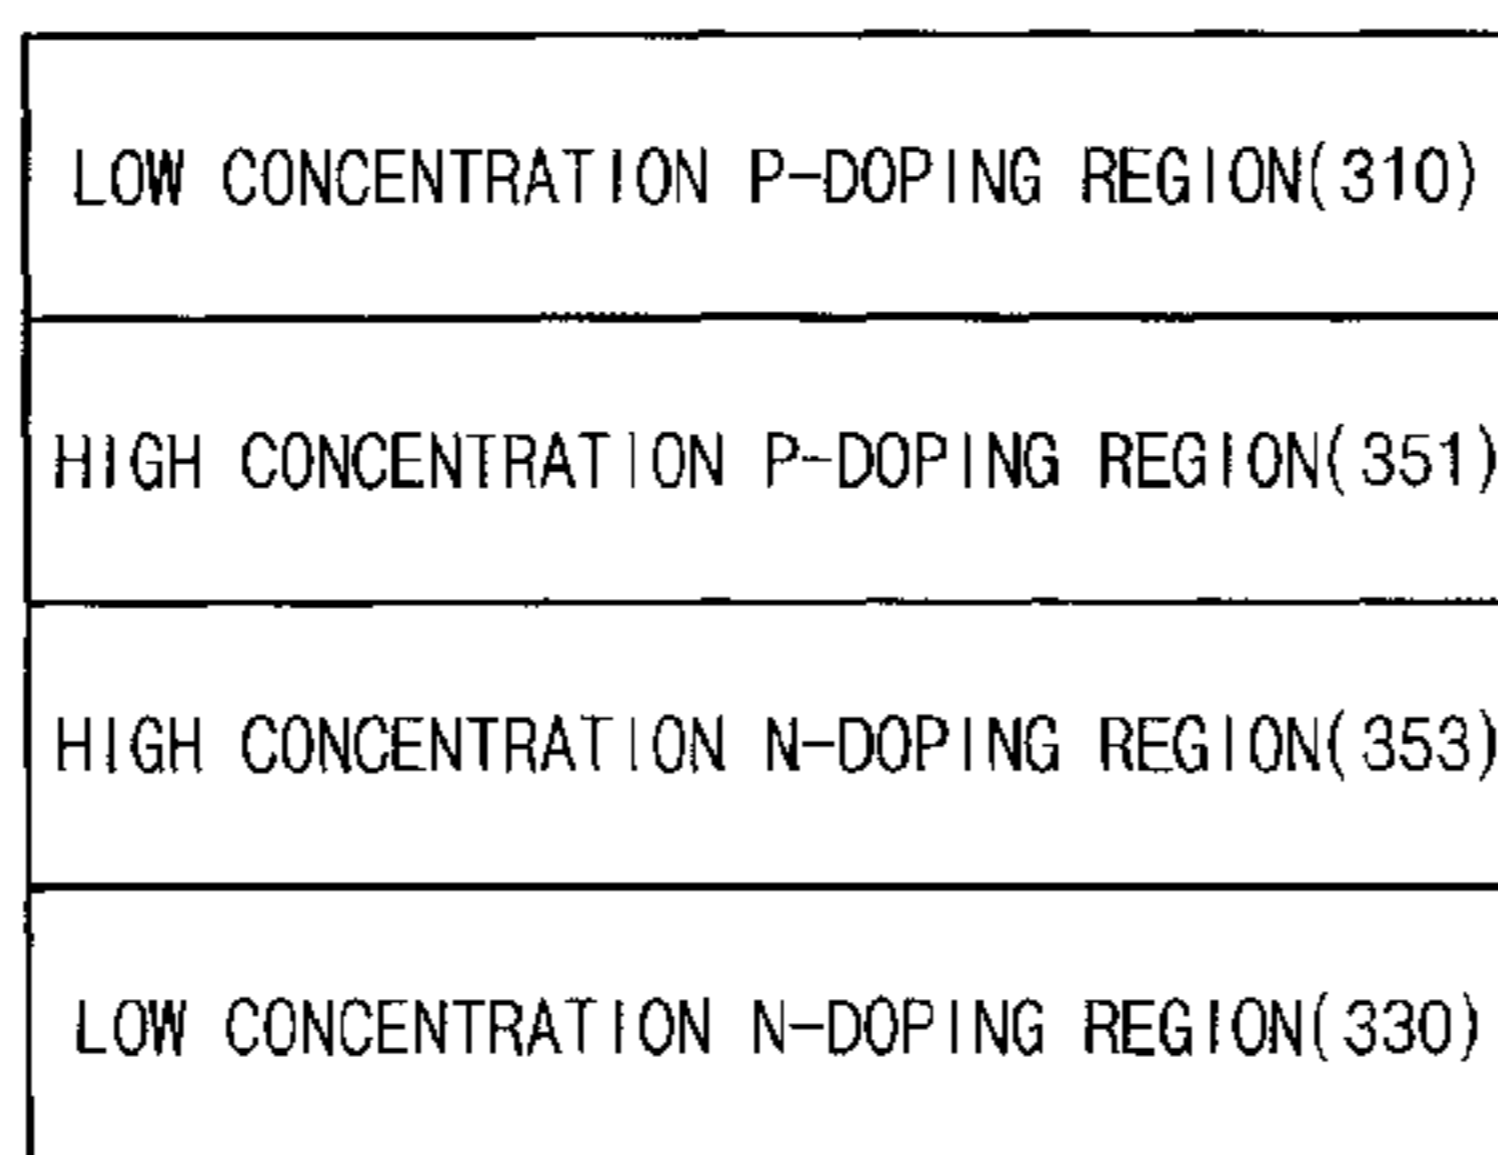 LOW CONCENTRATION P-DOPING REGION(310)
HIGH CONCENTRATION P-DOPING REGION(351)
HIGH CONCENTRATION N-DOPING REGION(353)
LOW CONCENTRATION N-DOPING REGION(330)